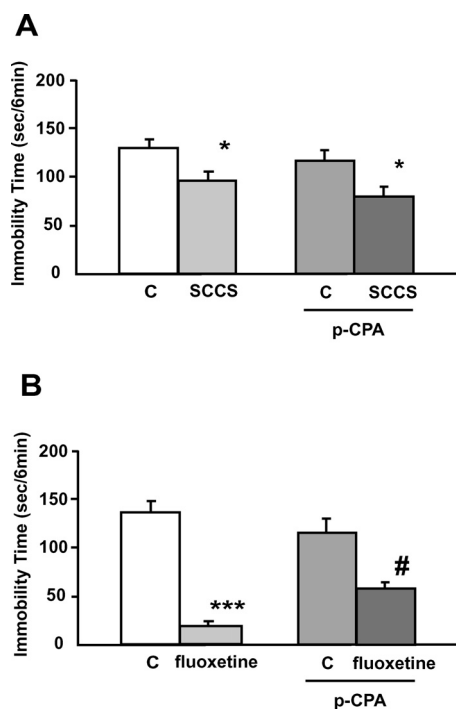 A
Immobility Time (sec/6min)
200
150
100
50
0
*
*
C SCCS C SCCS
p-CPA
B
Immobility Time (sec/6min)
200
150
100
50
0
***
#
C fluoxetine C fluoxetine
p-CPA